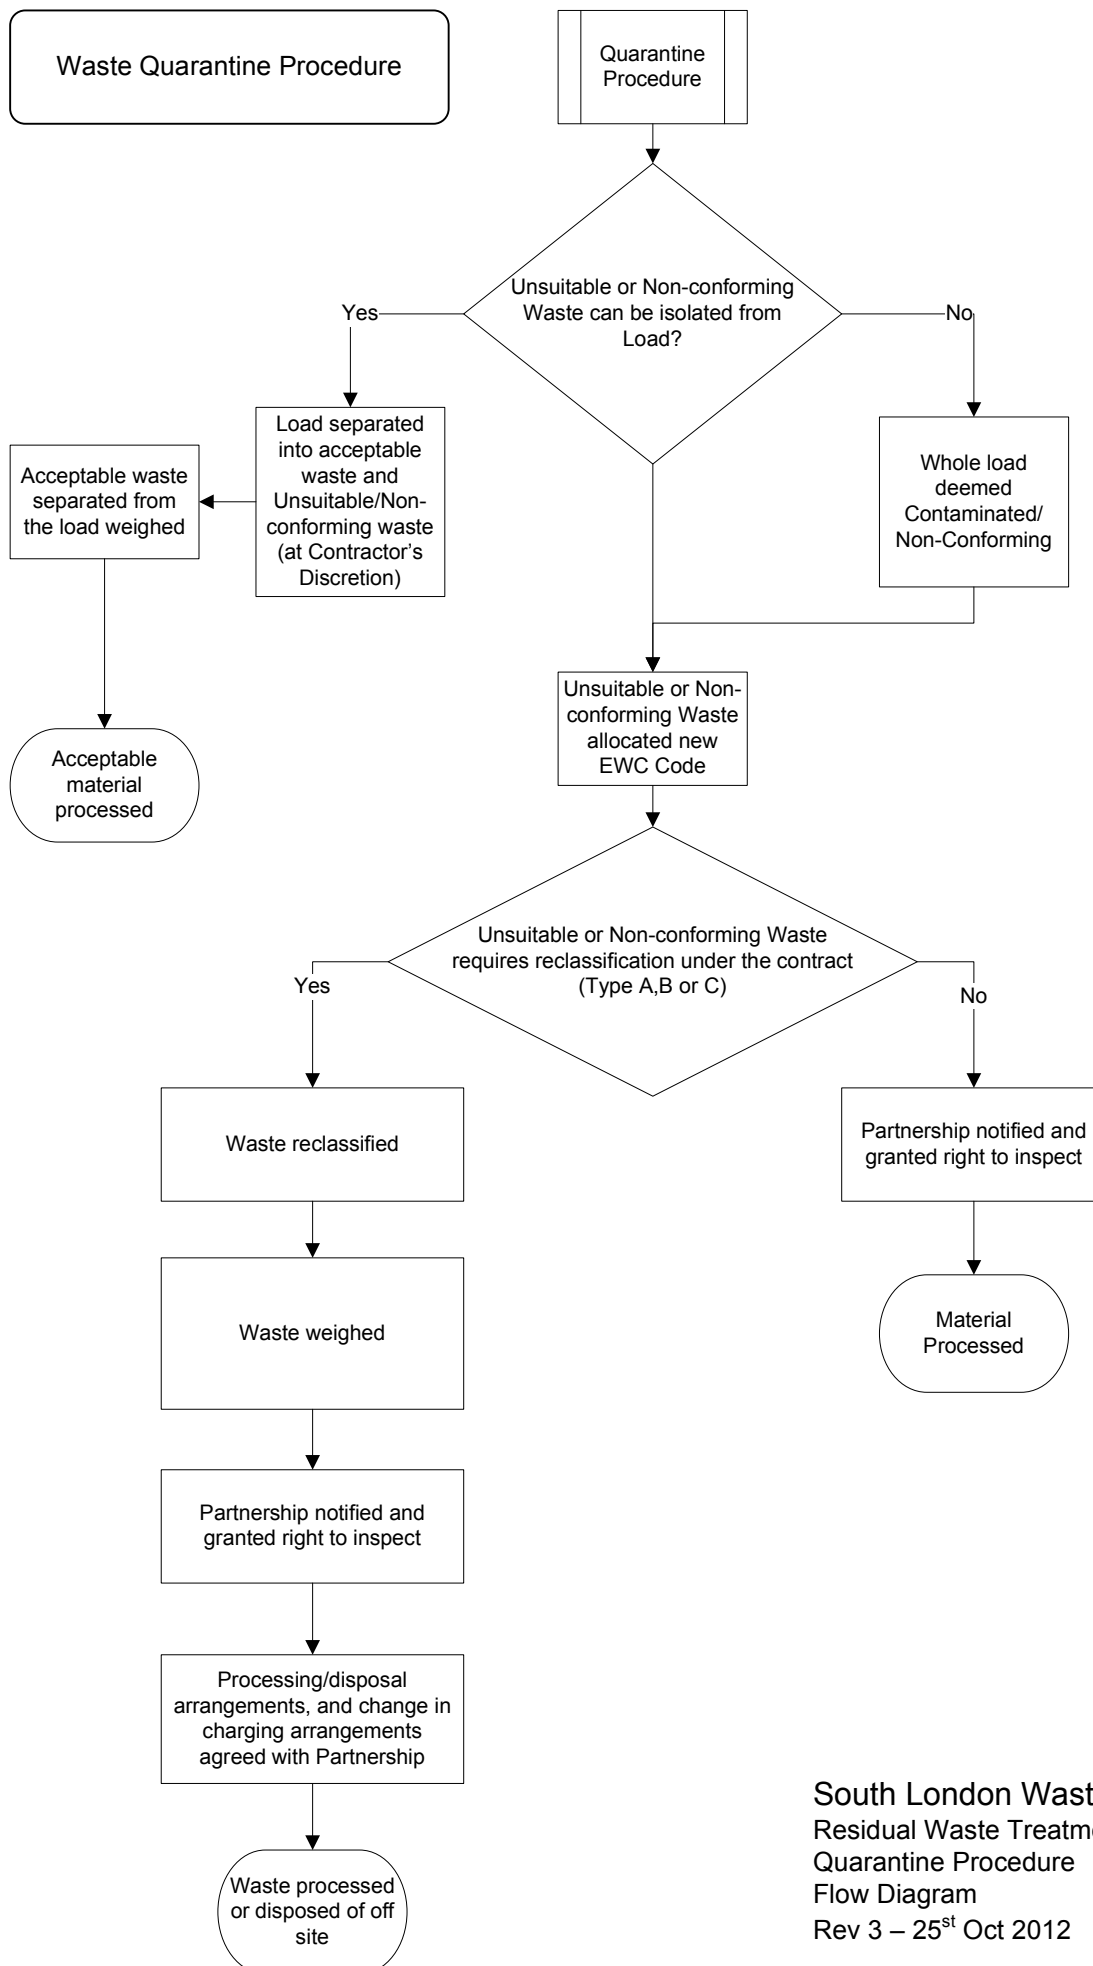 Waste Quarantine Procedure
Quarantine
Procedure
Unsuitable or Non-conforming
Waste can be isolated from
Load?
Yes
No
Load separated
into acceptable
waste and
Unsuitable/Non-
conforming waste
(at Contractor’s
Discretion)
Acceptable waste
separated from
the load weighed
Whole load
deemed
Contaminated/
Non-Conforming
Acceptable
material
processed
Unsuitable or Non-
conforming Waste
allocated new
EWC Code
Unsuitable or Non-conforming Waste
requires reclassification under the contract
(Type A,B or C)
Yes
No
Waste reclassified
Partnership notified and
granted right to inspect
Waste weighed
Material
Processed
Partnership notified and
granted right to inspect
Processing/disposal
arrangements, and change in
charging arrangements
agreed with Partnership
Waste processed
or disposed of off
site
South London Wast
Residual Waste Treatme
Quarantine Procedure
Flow Diagram
Rev 3 – 25st Oct 2012